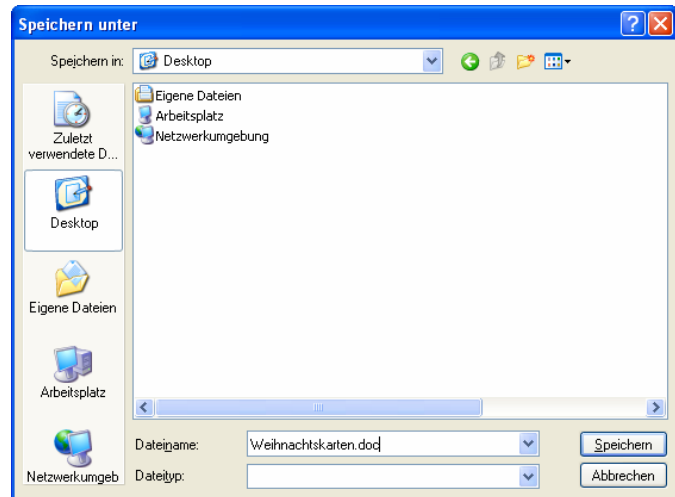 Speichern unter
Speichern in:
Desktop
Zuletzt
verwendete D...
Desktop
Eigene Dateien
Arbeitsplatz
Netzwerkumgeb
Eigene Dateien
Arbeitsplatz
Netzwerkumgebung
Dateiname:
Weihnachtskarten.doc
Speichern
Dateityp:
Abbrechen